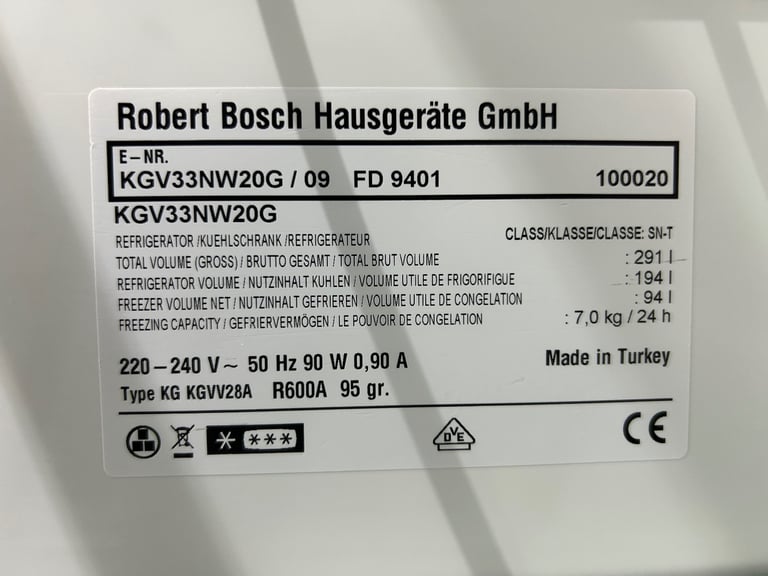 Robert Bosch Hausgeräte GmbH
E-NR.
KGV33NW20G / 09 FD 9401 100020
KGV33NW20G
REFRIGERATOR /KUEHLSCHRANK /REFRIGERATEUR CLASS/KLASSE/CLASSE: SN-T
TOTAL VOLUME (GROSS) / BRUTTO GESAMT / TOTAL BRUT VOLUME : 291 l
REFRIGERATOR VOLUME / NUTZINHALT KUHLEN / VOLUME UTILE DE FRIGORIFIGUE : 194 l
FREEZER VOLUME NET / NUTZINHALT GEFRIEREN / VOLUME UTILE DE CONGELATION : 94 l
FREEZING CAPACITY / GEFRIERVERMÖGEN / LE POUVOIR DE CONGELATION : 7,0 kg / 24 h
220-240 V~ 50 Hz 90 W 0,90 A Made in Turkey
Type KG KGVV28A R600A 95 gr.
* *** DVE CE